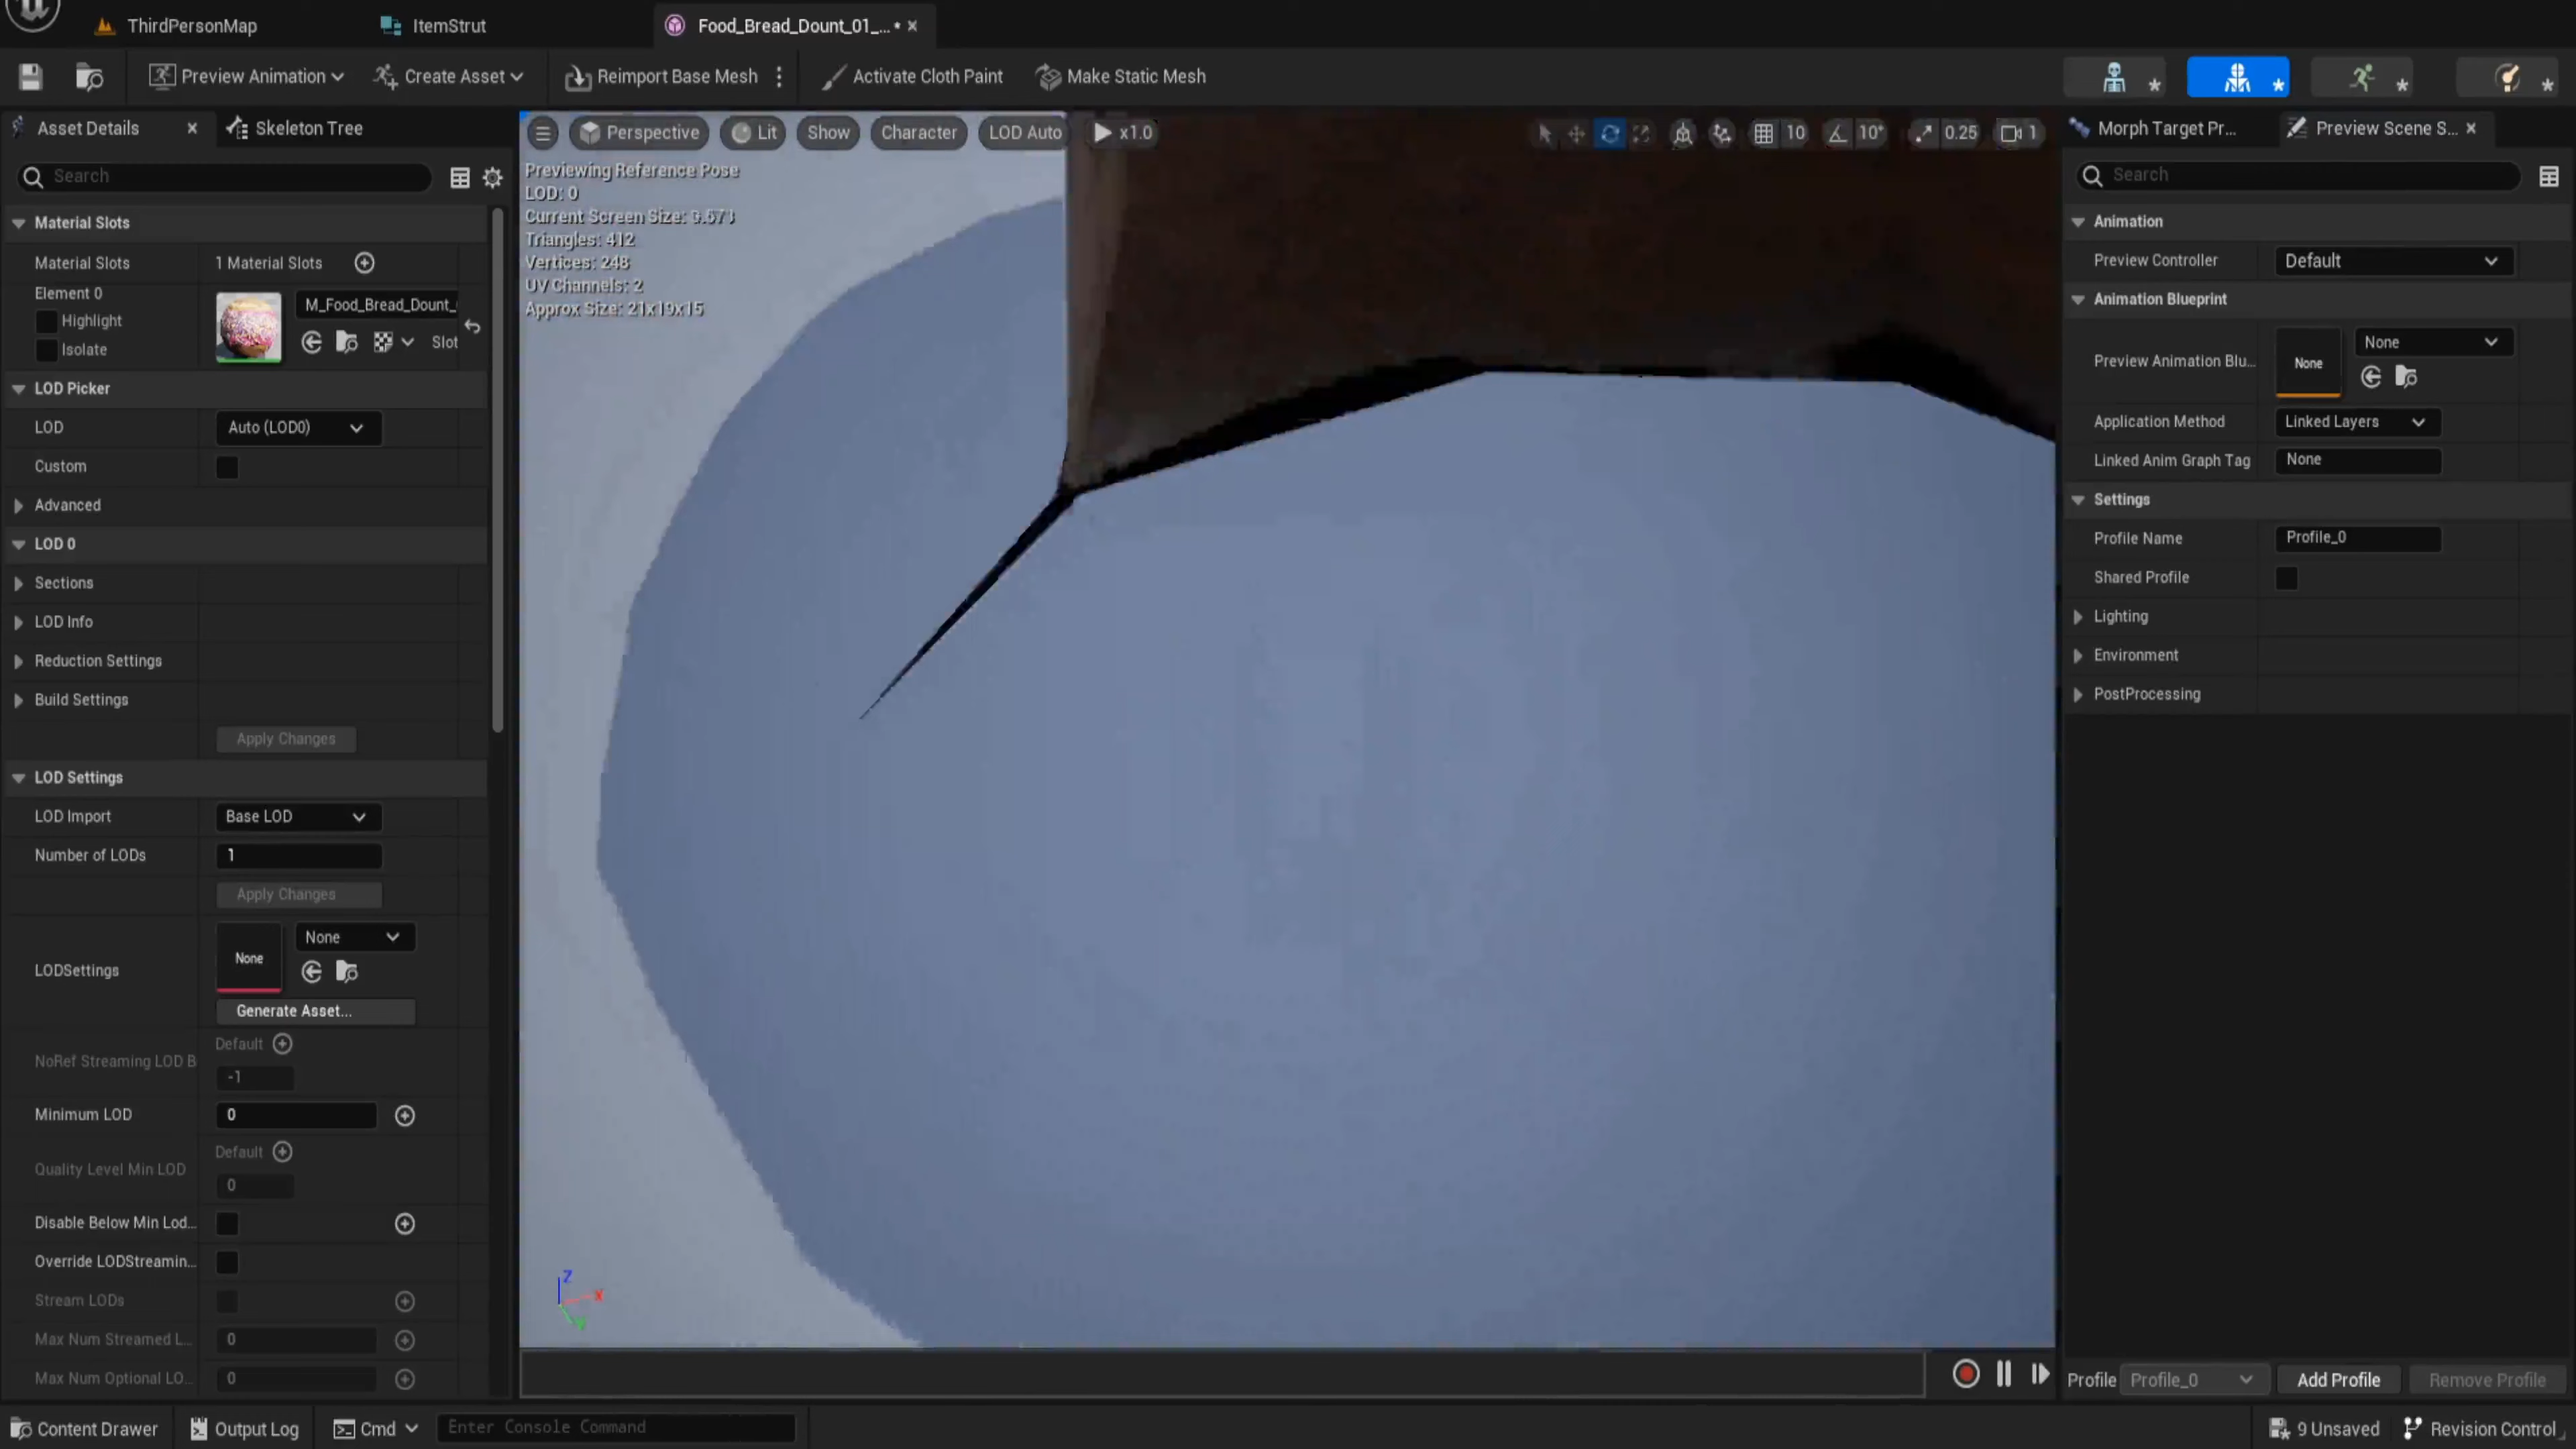 ThirdPersonMap
ItemStrut
Food_Bread_Dount_01_... •
Preview Animation
Create Asset
Reimport Base Mesh
Activate Cloth Paint
Make Static Mesh
Asset Details
Skeleton Tree
Search
Material Slots
Material Slots
1 Material Slots
Element 0
Highlight
Isolate
M_Food_Bread_Dount_
Slot
LOD Picker
LOD
Auto (LOD0)
Custom
Advanced
LOD 0
Sections
LOD Info
Reduction Settings
Build Settings
Apply Changes
LOD Settings
LOD Import
Base LOD
Number of LODs
1
Apply Changes
LODSettings
None
None
Generate Asset...
NoRef Streaming LOD B
Default
-1
Minimum LOD
0
Quality Level Min LOD
Default
0
Disable Below Min Lod...
Override LODStreamin...
Stream LODs
Max Num Streamed L...
0
Max Num Optional LO...
0
Perspective
Lit
Show
Character
LOD Auto
x1.0
10
10°
0.25
1
Previewing Reference Pose
LOD: 0
Current Screen Size:
Triangles: 412
Vertices: 248
UV Channels: 2
Approx Size: 21x19x15
Z
X
Y
Morph Target Pr...
Preview Scene S...
Search
Animation
Preview Controller
Default
Animation Blueprint
Preview Animation Blu...
None
None
Application Method
Linked Layers
Linked Anim Graph Tag
None
Settings
Profile Name
Profile_0
Shared Profile
Lighting
Environment
PostProcessing
Profile
Profile_0
Add Profile
Remove Profile
Content Drawer
Output Log
Cmd
Enter Console Command
9 Unsaved
Revision Control